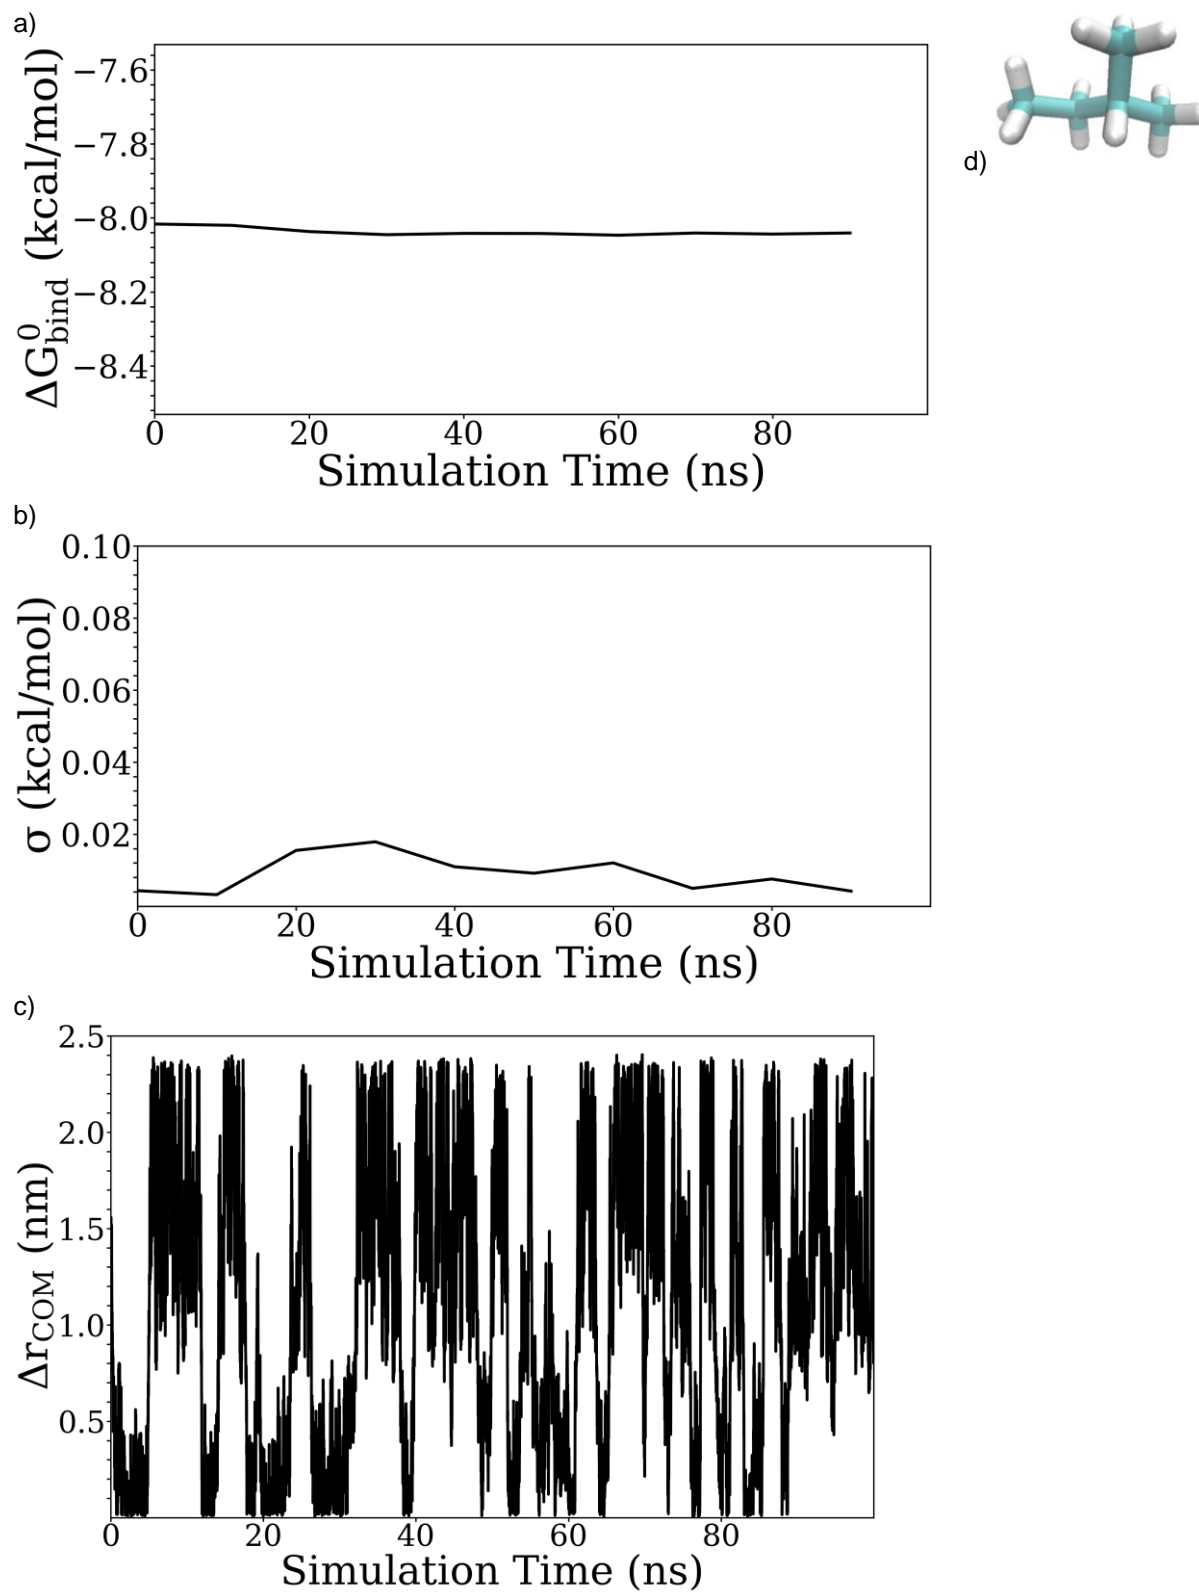 a)
ΔG⁰bind (kcal/mol)
−7.6
−7.8
−8.0
−8.2
−8.4
0 20 40 60 80
Simulation Time (ns)
d)
b)
σ (kcal/mol)
0.10
0.08
0.06
0.04
0.02
0 20 40 60 80
Simulation Time (ns)
c)
ΔrCOM (nm)
2.5
2.0
1.5
1.0
0.5
0 20 40 60 80
Simulation Time (ns)